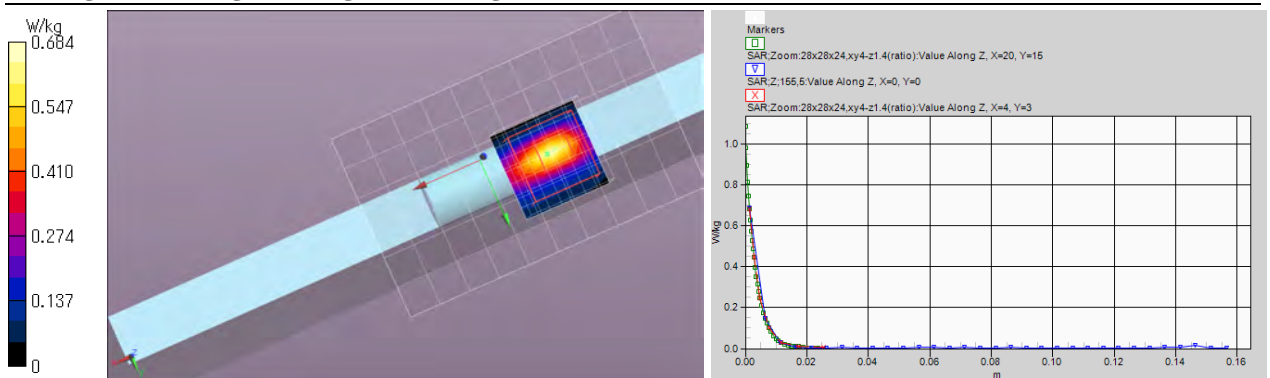 W/kg
0.684
0.547
0.410
0.274
0.137
0
Markers
SAR;Zoom:28x28x24,xy4-z1.4(ratio):Value Along Z, X=20, Y=15
SAR;Z;155,5:Value Along Z, X=0, Y=0
SAR;Zoom:28x28x24,xy4-z1.4(ratio):Value Along Z, X=4, Y=3
W/kg
1.0
0.8
0.6
0.4
0.2
0.0
0.00 0.02 0.04 0.06 0.08 0.10 0.12 0.14 0.16
m